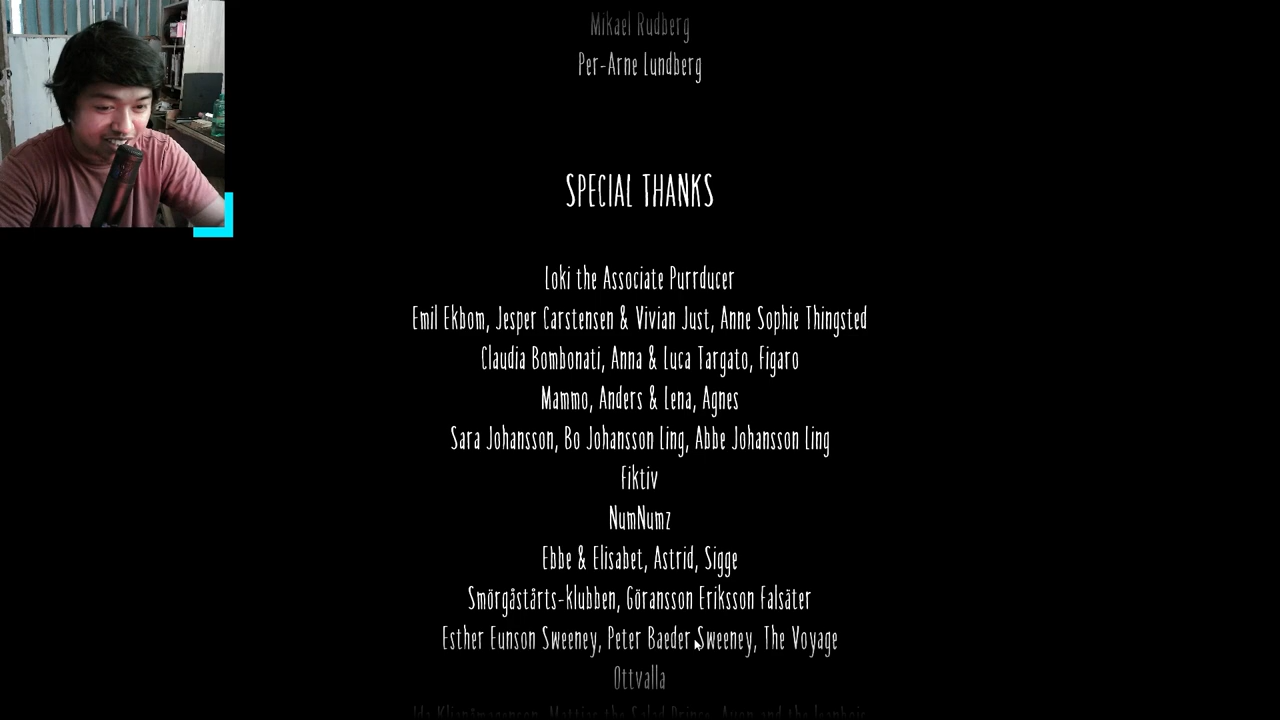 Mikael Rudberg
Per-Arne Lundberg
SPECIAL THANKS
Loki the Associate Purrducer
Emil Ekbom, Jesper Carstensen & Vivian Just, Anne Sophie Thingsted
Claudia Bombonati, Anna & Luca Targato, Figaro
Mammo, Anders & Lena, Agnes
Sara Johansson, Bo Johansson Ling, Abbe Johansson Ling
Fiktiv
NumNumz
Ebbe & Elisabet, Astrid, Sigge
Smörgåstårts-klubben, Göransson Eriksson Falsäter
Esther Eunson Sweeney, Peter Baeder Sweeney, The Voyage
Ottvalla